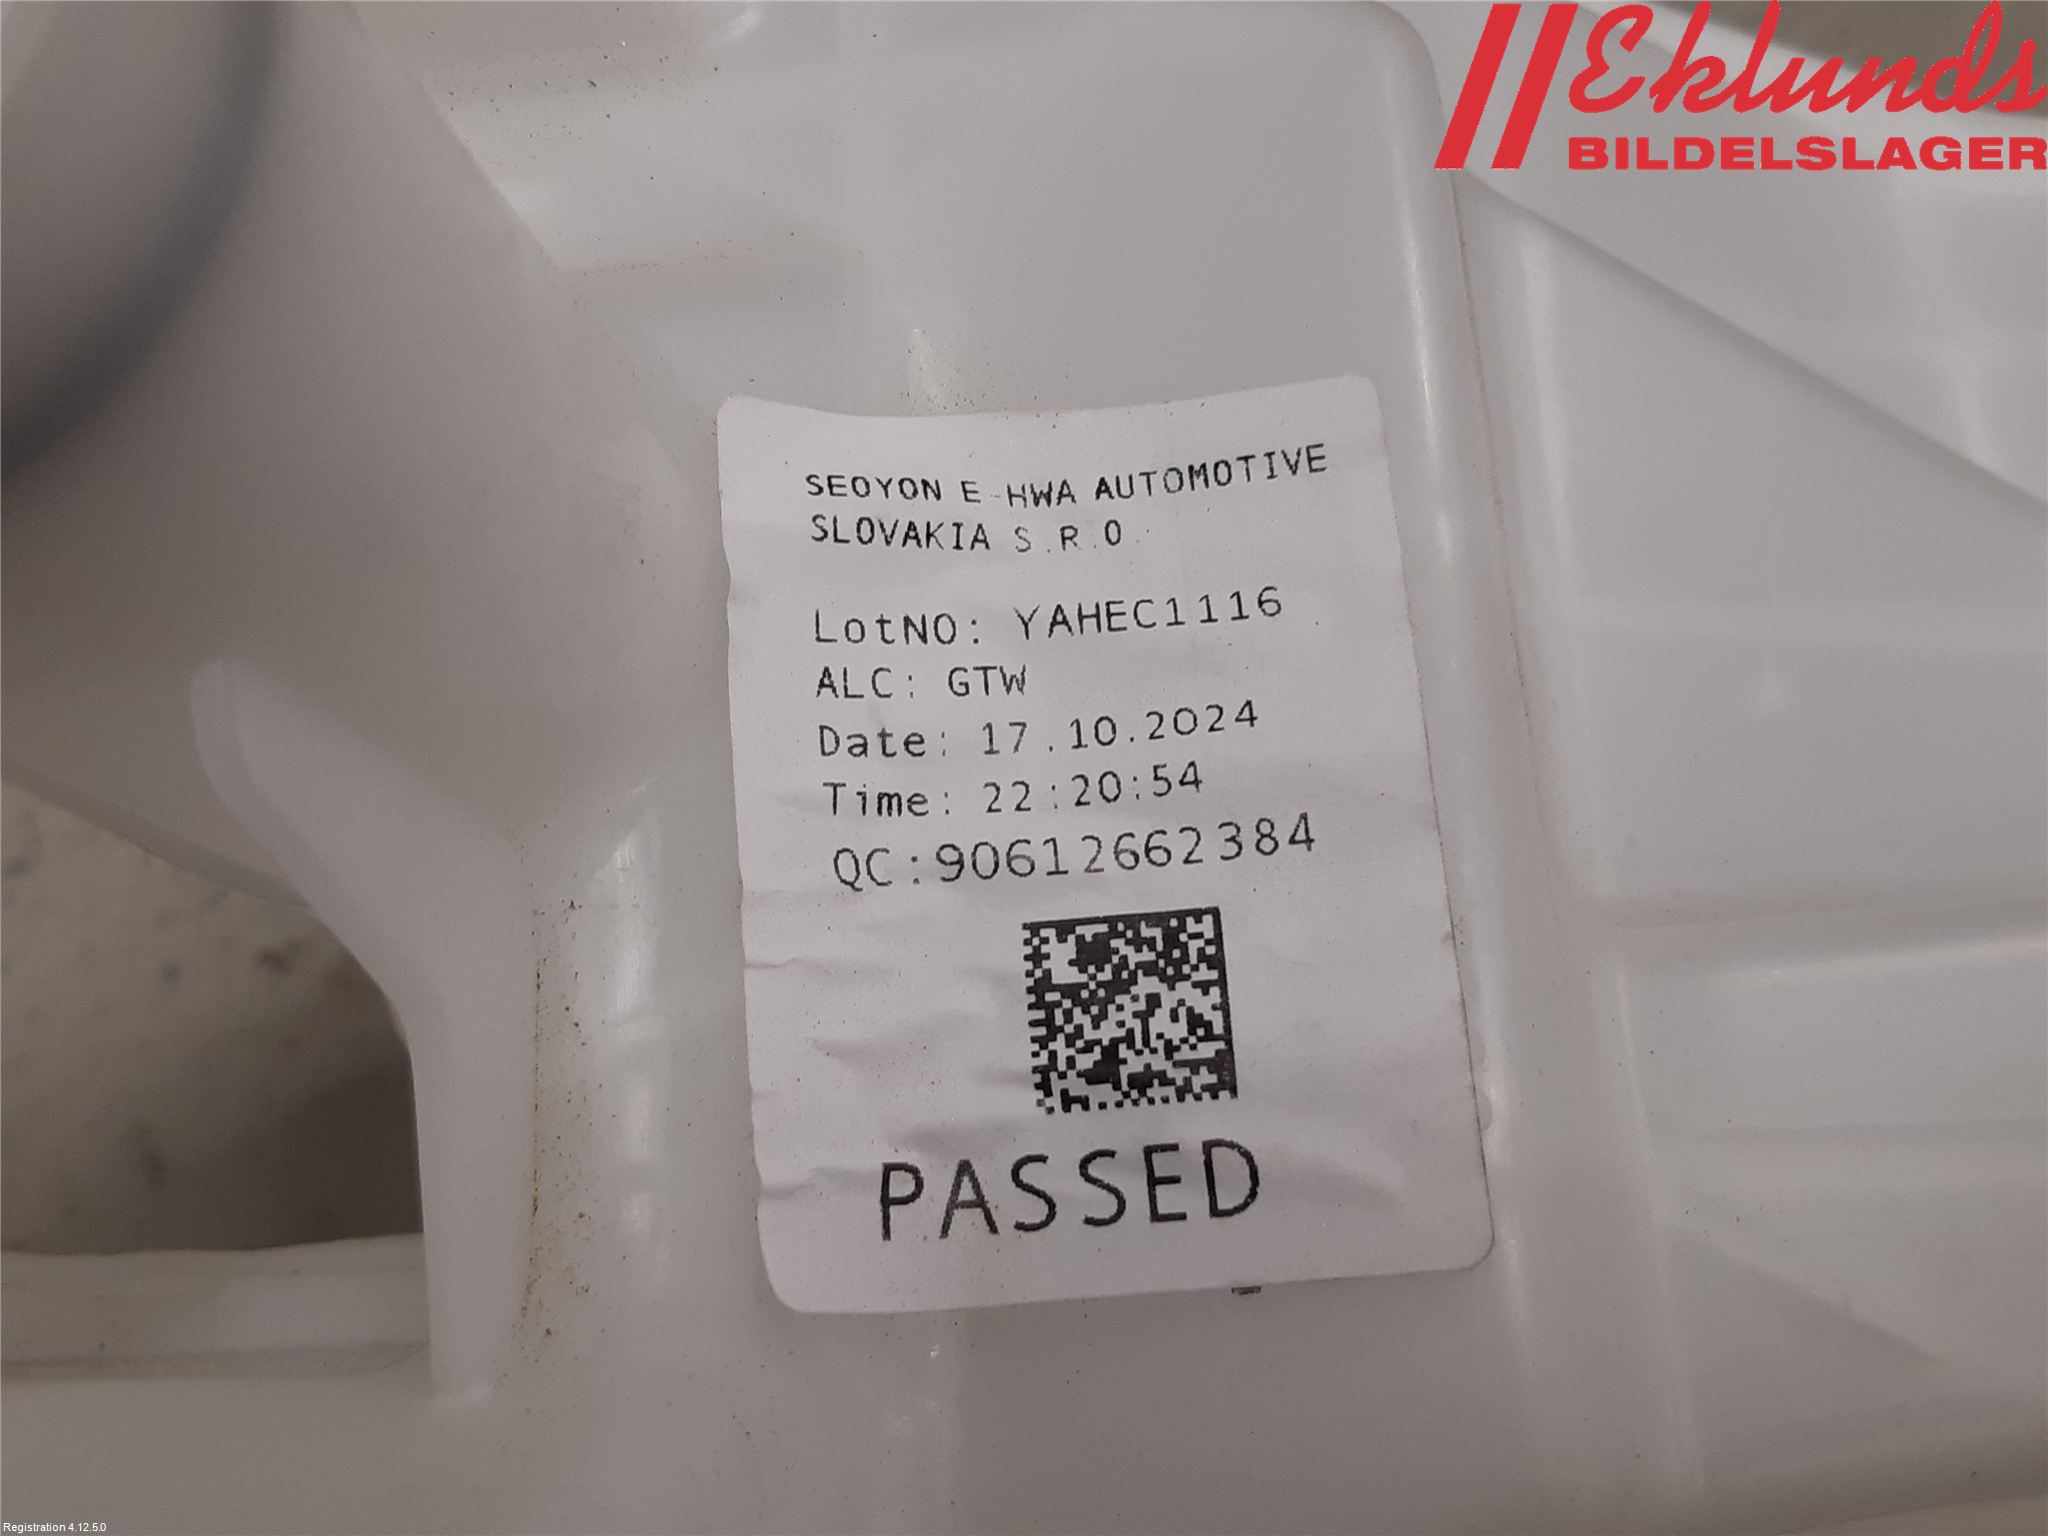 Eklunds
BILDELSLAGER
SEOYON E-HWA AUTOMOTIVE
SLOVAKIA S.R.O.
LotNO: YAHEC1116
ALC: GTW
Date: 17.10.2024
Time: 22:20:54
QC:90612662384
PASSED
Registration 4.12.5.0